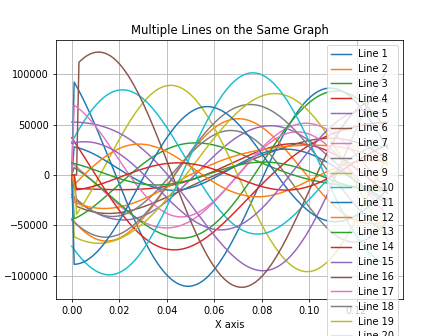 Multiple Lines on the Same Graph
100000
50000
0
−50000
−100000
0.00
0.02
0.04
0.06
0.08
0.10
X axis
Line 1
Line 2
Line 3
Line 4
Line 5
Line 6
Line 7
Line 8
Line 9
Line 10
Line 11
Line 12
Line 13
Line 14
Line 15
Line 16
Line 17
Line 18
Line 19
Line 20